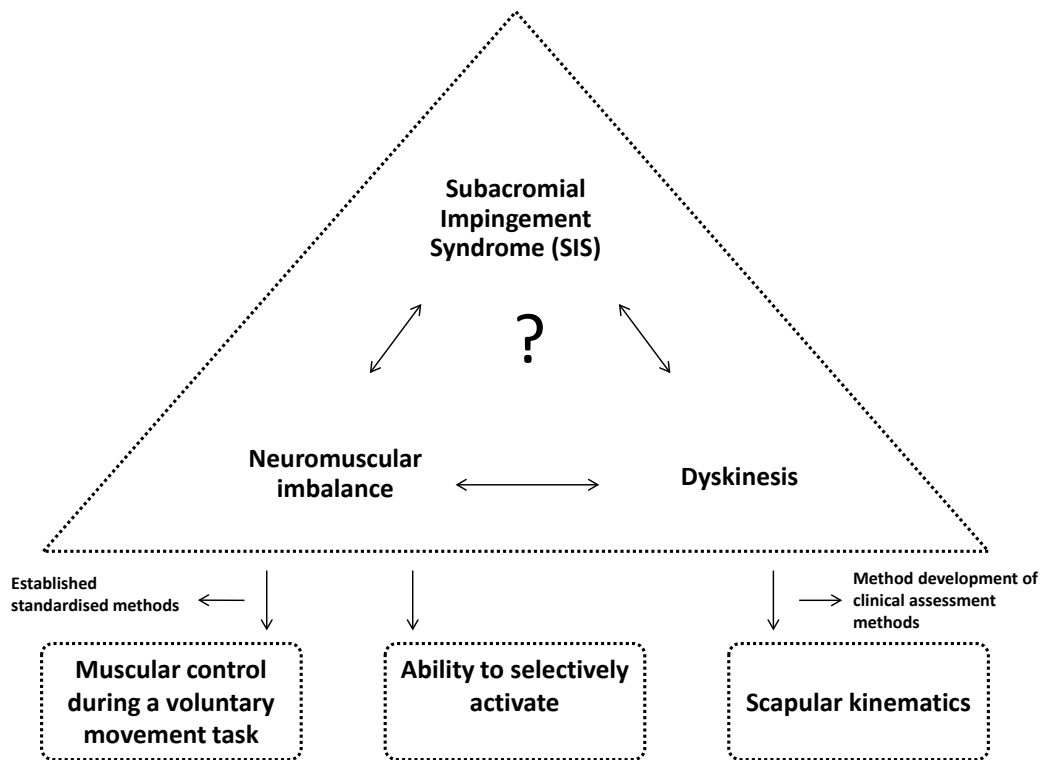 Subacromial
Impingement
Syndrome (SIS)
?
Neuromuscular
imbalance
Dyskinesis
Established
standardised methods
Method development of
clinical assessment
methods
Muscular control
during a voluntary
movement task
Ability to selectively
activate
Scapular kinematics